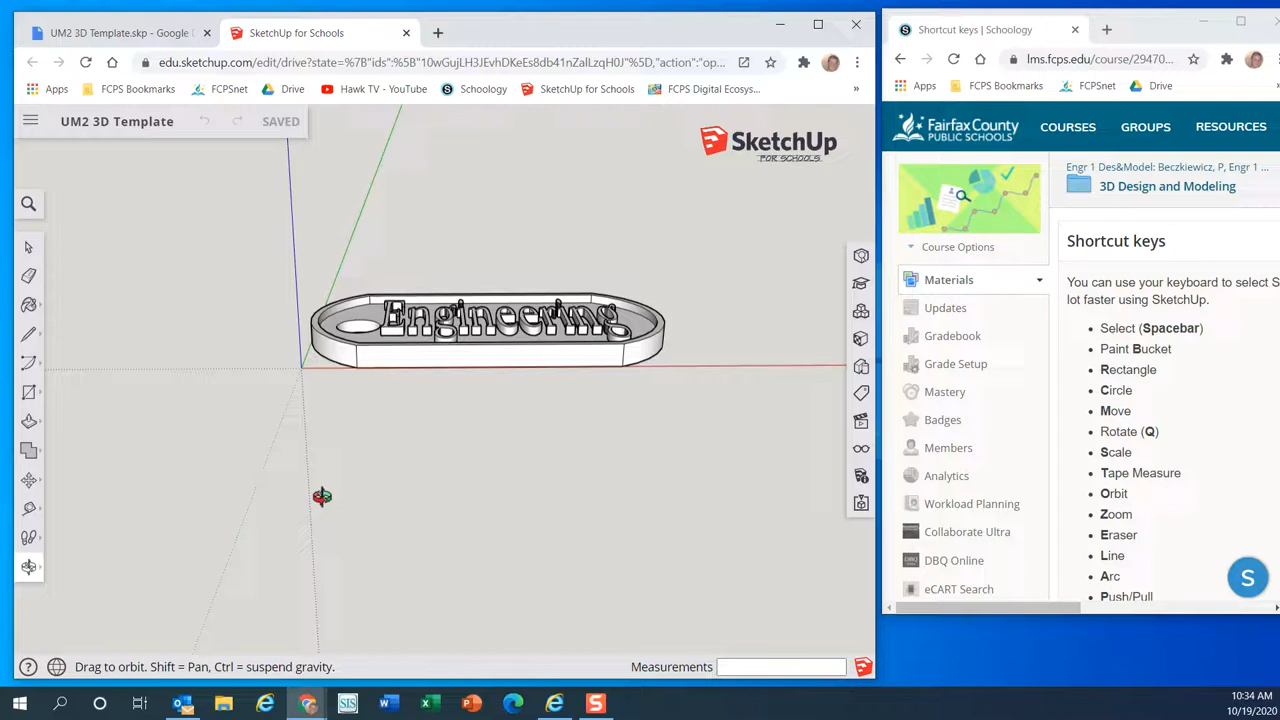 UM2 3D Template.skp - Google
SketchUp for Schools
edu.sketchup.com/edit/drive?state=%7B"ids":%5B"10wGujLH3JEvhDKeEs8db41nZaILzqH0J"%5D,"action":"op...
Apps FCPS Bookmarks FCPSnet Drive HawkTV - YouTube Schoology SketchUp for Schools FCPS Digital Ecosy... »
UM2 3D Template SAVED
SketchUp
FOR SCHOOLS
Engineering
Drag to orbit. Shift = Pan, Ctrl = suspend gravity.
Measurements
Shortcut keys | Schoology
lms.fcps.edu/course/29470...
Apps FCPS Bookmarks FCPSnet Drive
Fairfax County
PUBLIC SCHOOLS
COURSES GROUPS RESOURCES
Engr 1 Des&Model: Beczkiewicz, P, Engr 1 ...
3D Design and Modeling
Course Options
Materials
Updates
Gradebook
Grade Setup
Mastery
Badges
Members
Analytics
Workload Planning
Collaborate Ultra
DBQ Online
eCART Search
Shortcut keys
You can use your keyboard to select S
lot faster using SketchUp.
• Select (Spacebar)
• Paint Bucket
• Rectangle
• Circle
• Move
• Rotate (Q)
• Scale
• Tape Measure
• Orbit
• Zoom
• Eraser
• Line
• Arc
• Push/Pull
S
SIS
10:34 AM
10/19/2020